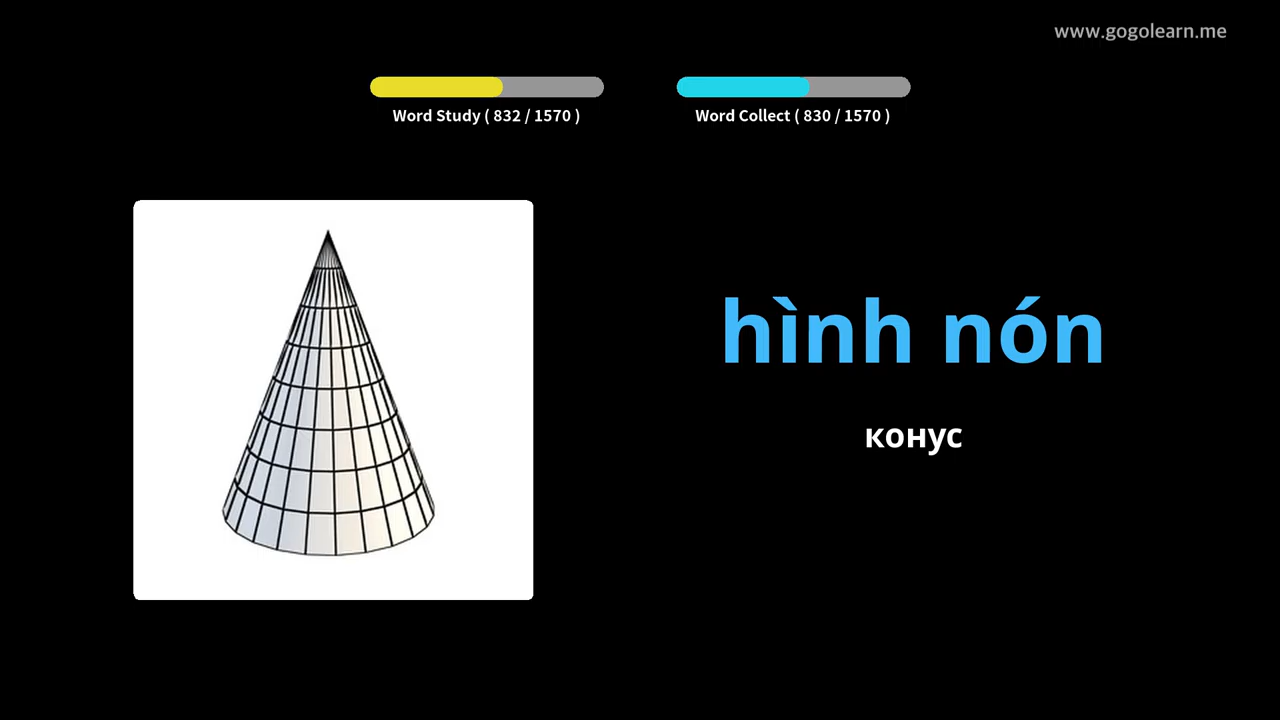 www.gogolearn.me
Word Study ( 832 / 1570 )
Word Collect ( 830 / 1570 )
hình nón
конус